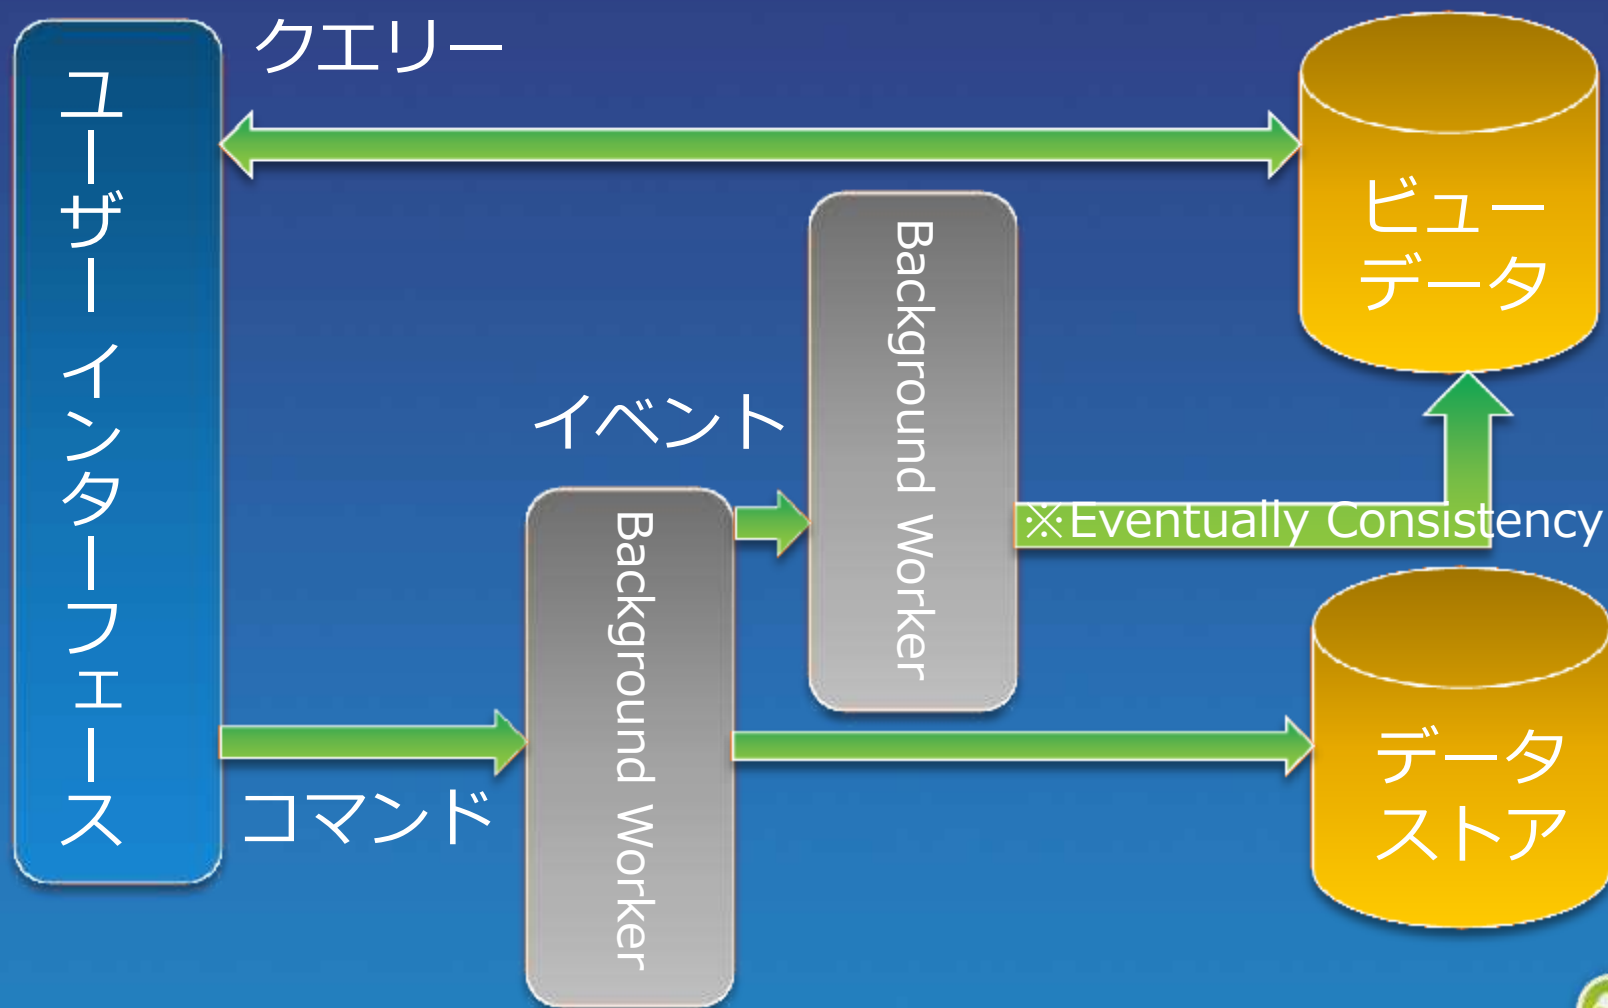 クエリー
ユーザー インターフェース
ビュー
データ
Background Worker
イベント
※Eventually Consistency
Background Worker
コマンド
データ
ストア